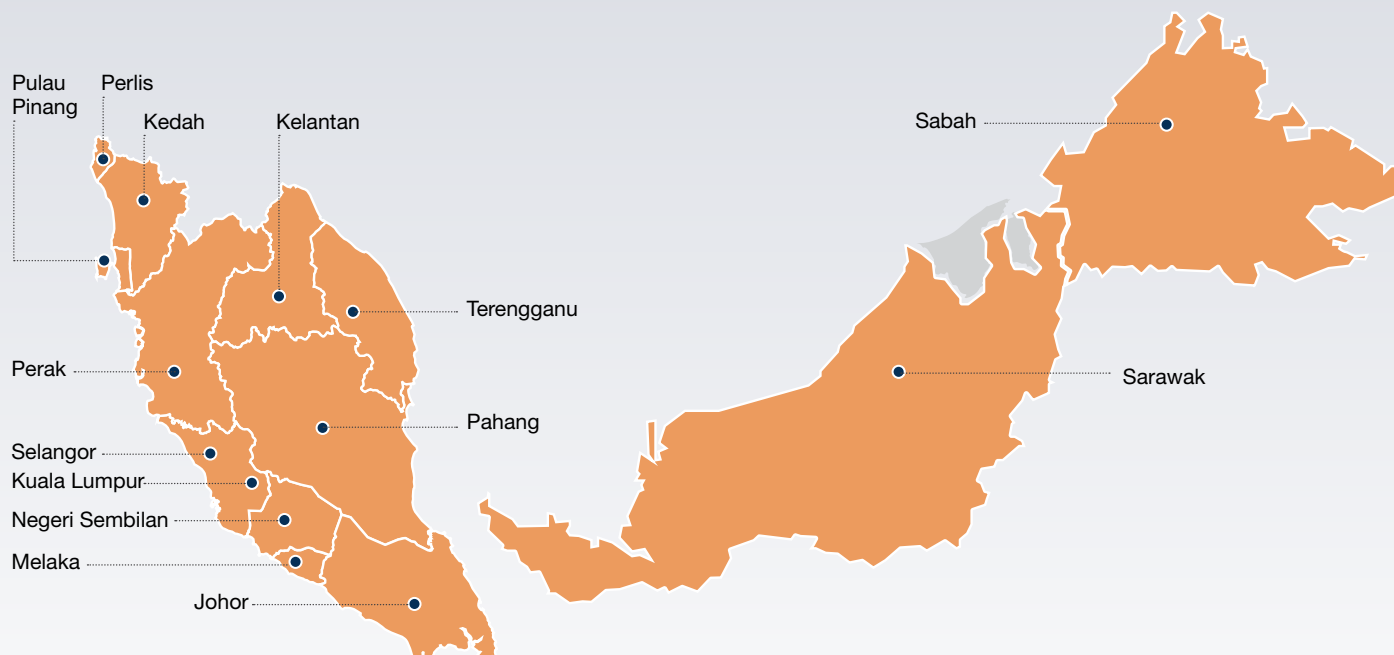 Pulau
Pinang
Perlis
Kedah
Kelantan
Sabah
Terengganu
Perak
Sarawak
Pahang
Selangor
Kuala Lumpur
Negeri Sembilan
Melaka
Johor